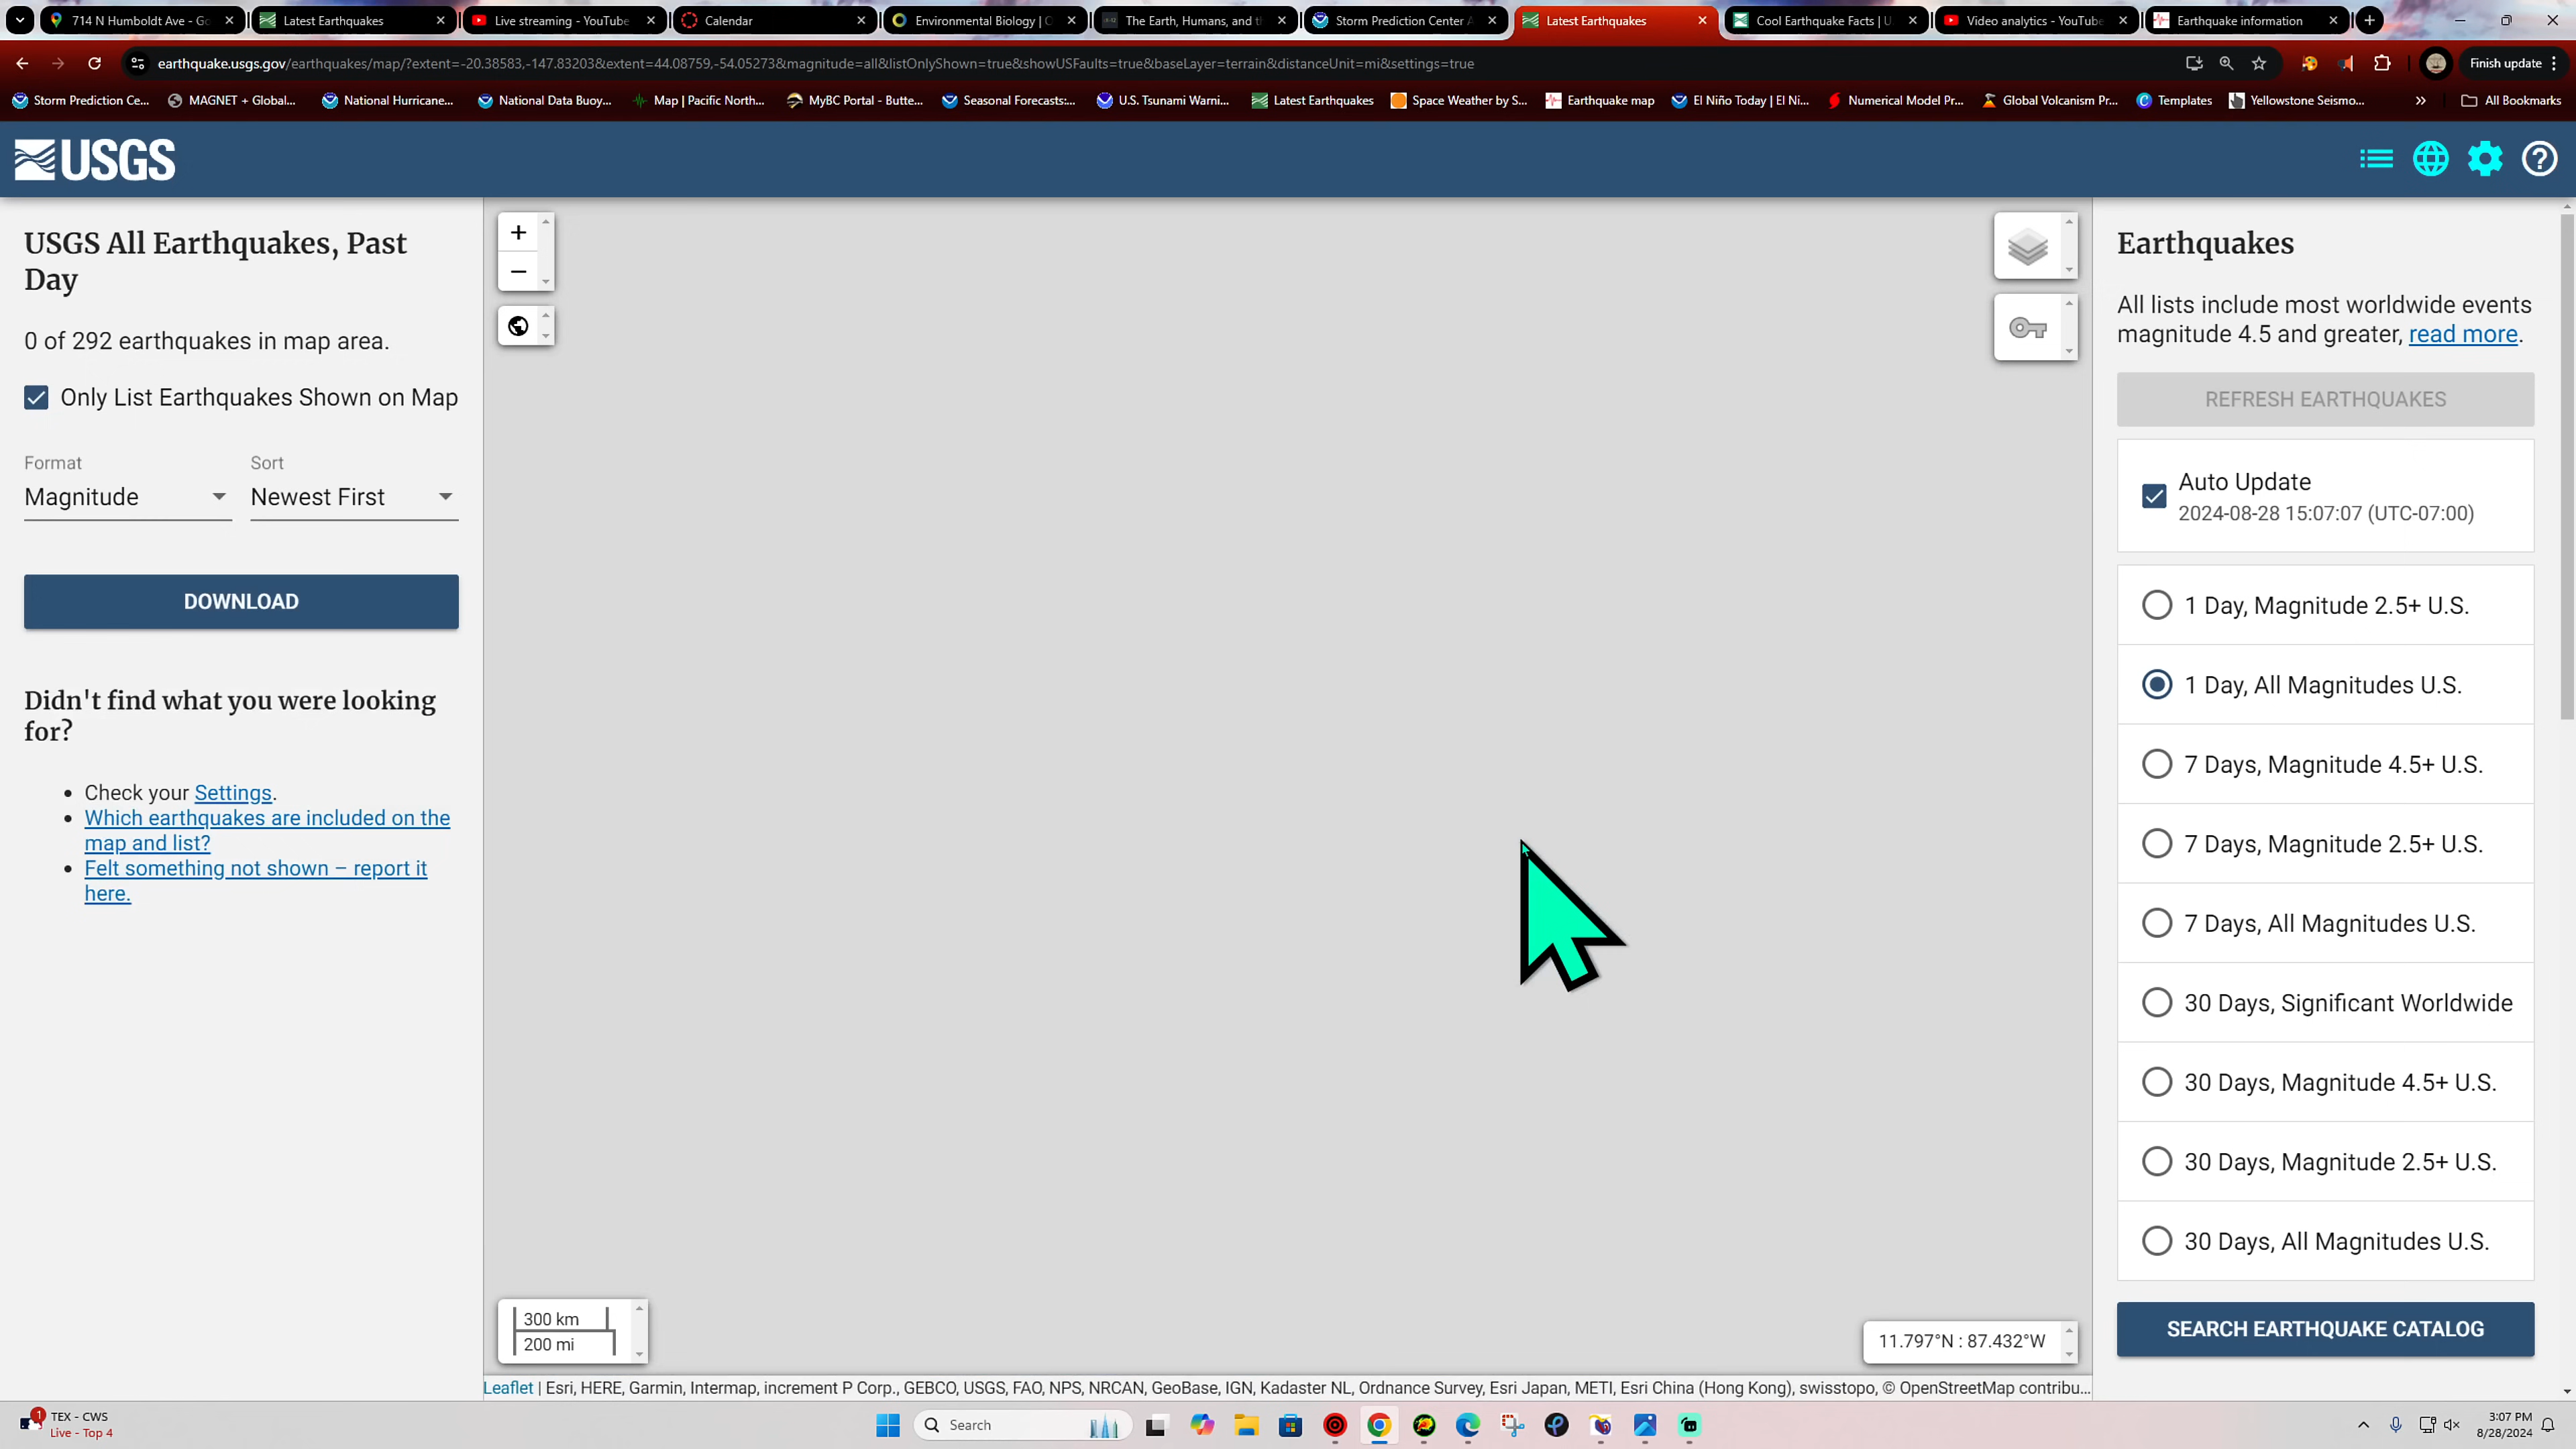 714 N Humboldt Ave - Go
Latest Earthquakes
Live streaming - YouTube
Calendar
Environmental Biology | O
The Earth, Humans, and th
Storm Prediction Center A
Latest Earthquakes
Cool Earthquake Facts | U.
Video analytics - YouTube
Earthquake information
earthquake.usgs.gov/earthquakes/map/?extent=-20.38583,-147.83203&extent=44.08759,-54.05273&magnitude=all&listOnlyShown=true&showUSFaults=true&baseLayer=terrain&distanceUnit=mi&settings=true
Finish update
Storm Prediction Ce...
MAGNET + Global...
National Hurricane...
National Data Buoy...
Map | Pacific North...
MyBC Portal - Butte...
Seasonal Forecasts:...
U.S. Tsunami Warni...
Latest Earthquakes
Space Weather by S...
Earthquake map
El Niño Today | El Ni...
Numerical Model Pr...
Global Volcanism Pr...
Templates
Yellowstone Seismo...
All Bookmarks
USGS
USGS All Earthquakes, Past
Day
0 of 292 earthquakes in map area.
Only List Earthquakes Shown on Map
Format
Sort
Magnitude
Newest First
DOWNLOAD
Didn't find what you were looking
for?
Check your Settings.
Which earthquakes are included on the
map and list?
Felt something not shown – report it
here.
+
−
300 km
200 mi
11.797°N : 87.432°W
Leaflet | Esri, HERE, Garmin, Intermap, increment P Corp., GEBCO, USGS, FAO, NPS, NRCAN, GeoBase, IGN, Kadaster NL, Ordnance Survey, Esri Japan, METI, Esri China (Hong Kong), swisstopo, © OpenStreetMap contribu...
Earthquakes
All lists include most worldwide events
magnitude 4.5 and greater, read more.
REFRESH EARTHQUAKES
Auto Update
2024-08-28 15:07:07 (UTC-07:00)
1 Day, Magnitude 2.5+ U.S.
1 Day, All Magnitudes U.S.
7 Days, Magnitude 4.5+ U.S.
7 Days, Magnitude 2.5+ U.S.
7 Days, All Magnitudes U.S.
30 Days, Significant Worldwide
30 Days, Magnitude 4.5+ U.S.
30 Days, Magnitude 2.5+ U.S.
30 Days, All Magnitudes U.S.
SEARCH EARTHQUAKE CATALOG
1
TEX - CWS
Live - Top 4
Search
3:07 PM
8/28/2024